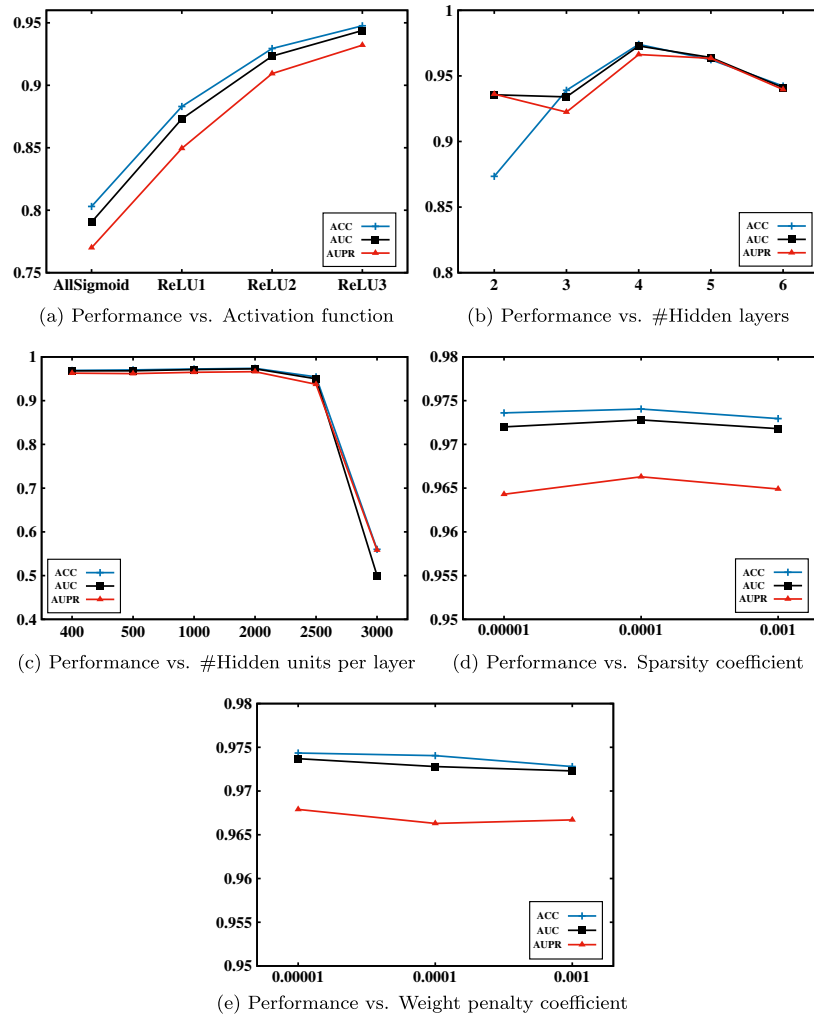 0.95
0.9
0.85
0.8
0.75
ACC
AUC
AUPR
AllSigmoid ReLU1 ReLU2 ReLU3
(a) Performance vs. Activation function
1
0.95
0.9
0.85
0.8
ACC
AUC
AUPR
2 3 4 5 6
(b) Performance vs. #Hidden layers
1
0.9
0.8
0.7
0.6
0.5
0.4
ACC
AUC
AUPR
400 500 1000 2000 2500 3000
(c) Performance vs. #Hidden units per layer
0.98
0.975
0.97
0.965
0.96
0.955
0.95
ACC
AUC
AUPR
0.00001 0.0001 0.001
(d) Performance vs. Sparsity coefficient
0.98
0.975
0.97
0.965
0.96
0.955
0.95
ACC
AUC
AUPR
0.00001 0.0001 0.001
(e) Performance vs. Weight penalty coefficient